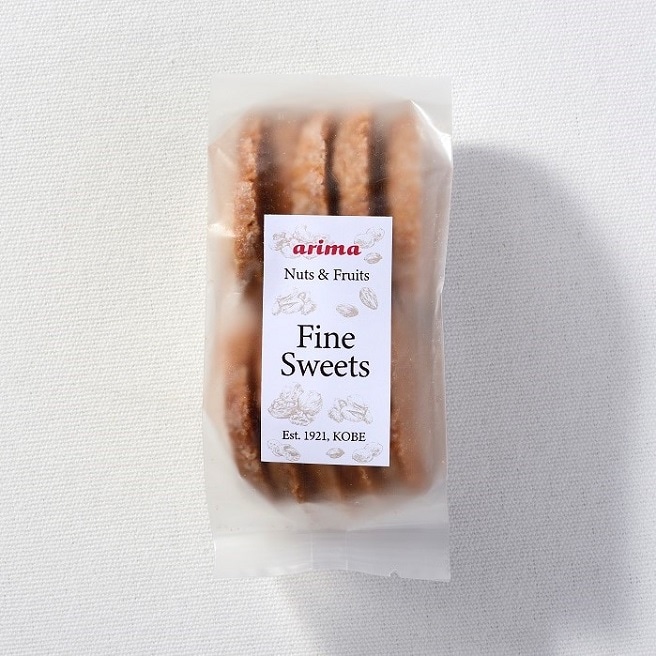 arima
Nuts & Fruits
Fine
Sweets
Est. 1921, KOBE